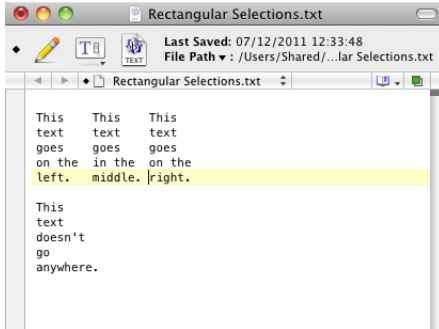 Rectangular Selections.txt
T
TEXT
Last Saved: 07/12/2011 12:33:48
File Path ▾ : /Users/Shared/...lar Selections.txt
Rectangular Selections.txt
This    This    This
text    text    text
goes    goes    goes
on the  in the  on the
left.   middle. right.
This
text
doesn't
go
anywhere.